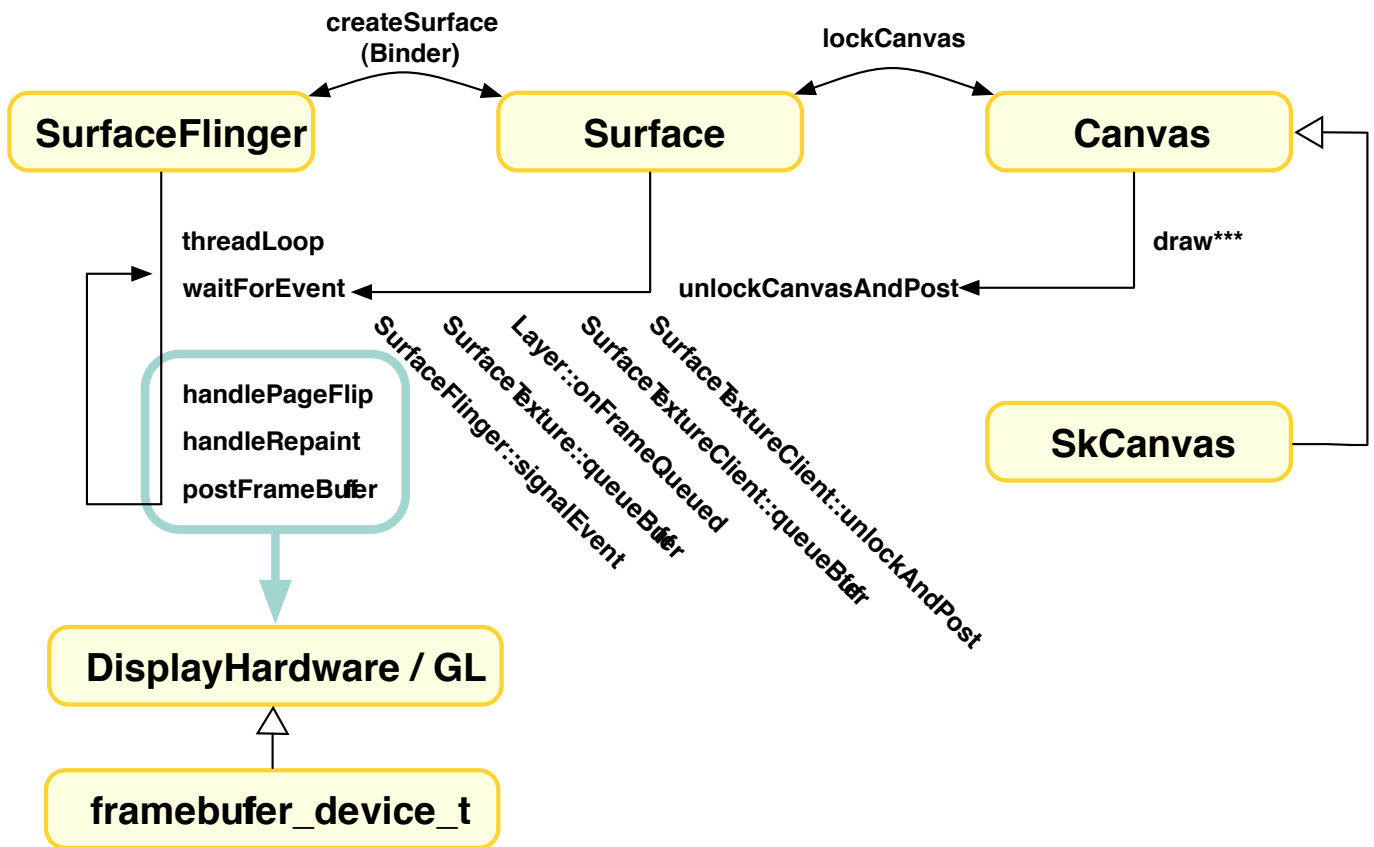 createSurface
(Binder)
lockCanvas
SurfaceFlinger
Surface
Canvas
threadLoop
draw***
waitForEvent
unlockCanvasAndPost
SurfaceFlinger::signalEvent
SurfaceTexture::queueBuffer
Layer::onFrameQueued
SurfaceTextureClient::queueBuffer
SurfaceTextureClient::unlockAndPost
handlePageFlip
handleRepaint
postFrameBuffer
SkCanvas
DisplayHardware / GL
framebufer_device_t